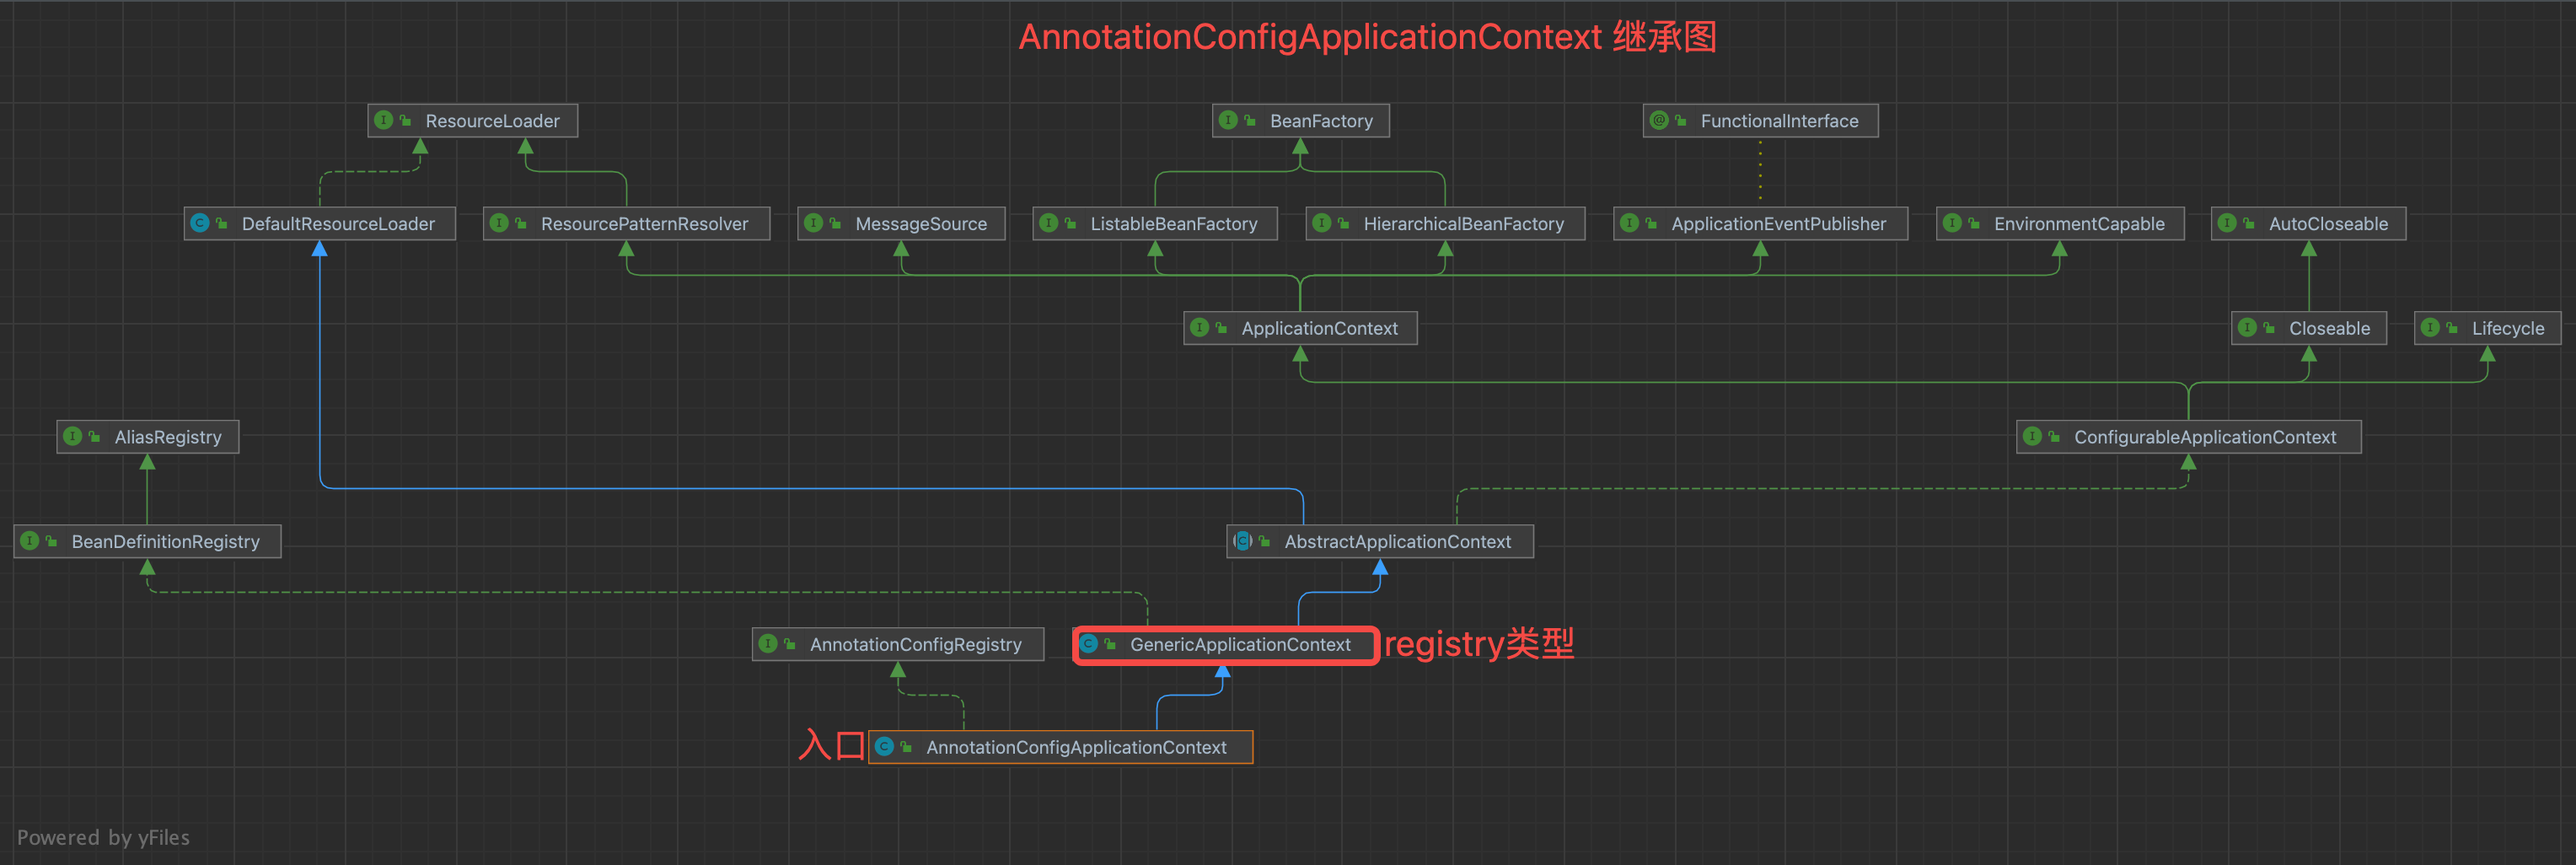 AnnotationConfigApplicationContext 继承图
ResourceLoader
BeanFactory
FunctionalInterface
DefaultResourceLoader
ResourcePatternResolver
MessageSource
ListableBeanFactory
HierarchicalBeanFactory
ApplicationEventPublisher
EnvironmentCapable
AutoCloseable
ApplicationContext
Closeable
Lifecycle
AliasRegistry
ConfigurableApplicationContext
BeanDefinitionRegistry
AbstractApplicationContext
AnnotationConfigRegistry
GenericApplicationContext
registry类型
入口
AnnotationConfigApplicationContext
Powered by yFiles